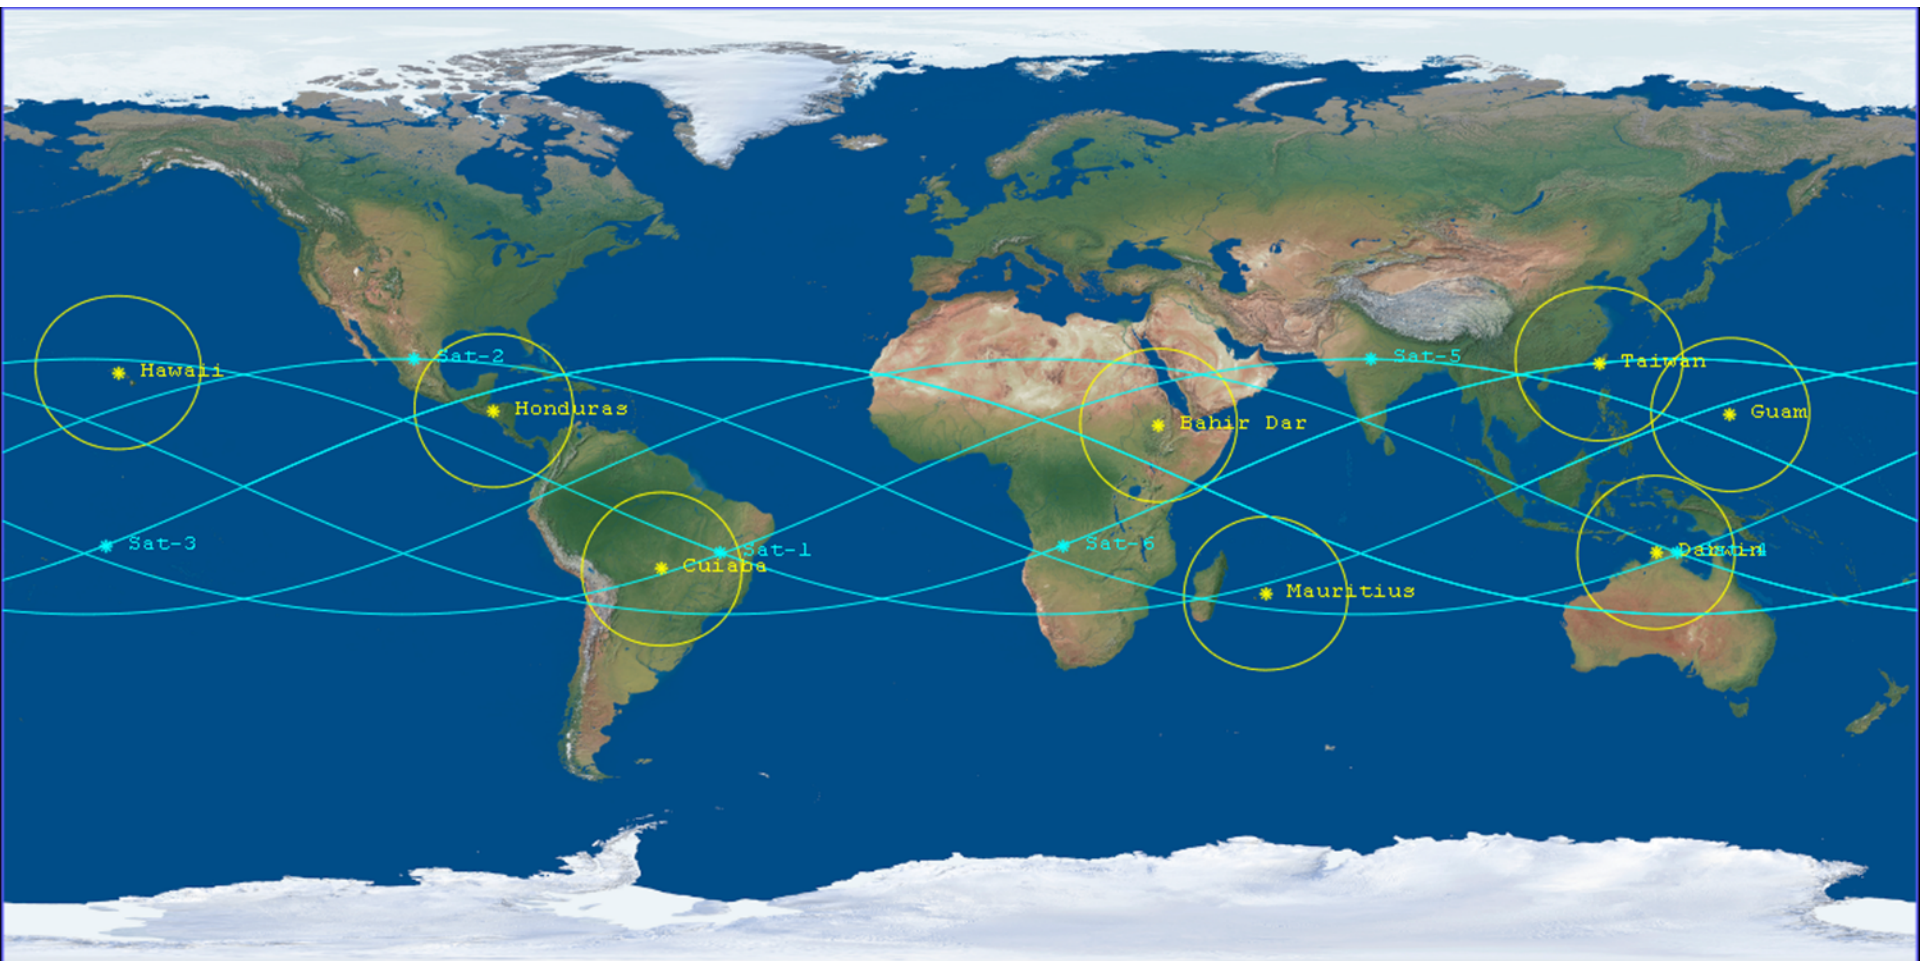 Sat-2
Sat-5
Taiwan
Hawaii
Honduras
Guam
Bahir Dar
Sat-3
Sat-6
Sat-1
Darwin
Cuiaba
Mauritius